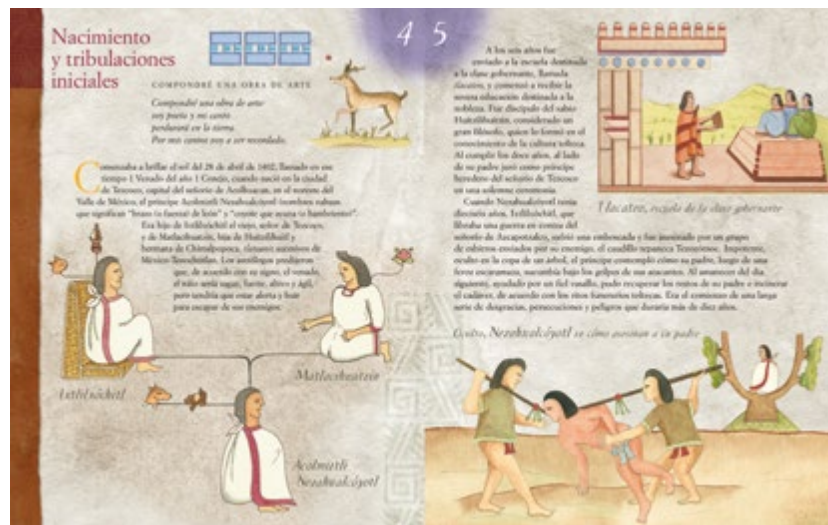 Nacimiento
y tribulaciones
iniciales
COMPONDRÉ UNA OBRA DE ARTE
Compondré una obra de arte
soy poeta y mi canto
perdurará en la tierra.
Por mis cantos voy a ser recordado.
Comenzaba a brillar el sol del 28 de abril de 1402, llamado en ese
tiempo 1 Venado del año 1 Conejo, cuando nació en la ciudad
de Texcoco, capital del señorío de Acolhuacan, en el noreste del
Valle de México, el príncipe Acolmiztli Nezahualcóyotl (nombres nahuas
que significan "brazo (o fuerza) de león" y "coyote que ayuna (o hambriento)".
Era hijo de Ixtlilxóchitl el viejo, señor de Texcoco,
y de Matlacihuatzin, hija de Huitzilíhuitl y
hermana de Chimalpopoca, tlatoani sucesivos de
México-Tenochtitlan. Los astrólogos predijeron
que, de acuerdo con su signo, el venado,
el niño sería sagaz, fuerte, altivo y ágil,
pero tendría que estar alerta y huir
para escapar de sus enemigos.
Ixtlilxóchitl
Matlacihuatzin
Acolmiztli
Nezahualcóyotl
4 5
A los seis años fue
enviado a la escuela destinada
a la clase gobernante, llamada
tlacateo, y comenzó a recibir la
severa educación destinada a la
nobleza. Fue discípulo del sabio
Huitzilihuitzin, considerado un
gran filósofo, quien lo formó en el
conocimiento de la cultura tolteca.
Al cumplir los doce años, al lado
de su padre juró como príncipe
heredero del señorío de Texcoco
en una solemne ceremonia.
Cuando Nezahualcóyotl tenía
dieciséis años, Ixtlilxóchitl, que
libraba una guerra en contra del
señorío de Azcapotzalco, sufrió una emboscada y fue asesinado por un grupo
de sicarios enviados por su enemigo, el caudillo tepaneca Tezozómoc. Impotente,
oculto en la copa de un árbol, el príncipe contempló cómo su padre, luego de una
feroz escaramuza, sucumbía bajo los golpes de sus atacantes. Al amanecer del día
siguiente, ayudado por un fiel vasallo, pudo recuperar los restos de su padre e incinerar
el cadáver, de acuerdo con los ritos funerarios toltecas. Era el comienzo de una larga
serie de desgracias, persecuciones y peligros que duraría más de diez años.
Tlacateo, escuela de la clase gobernante
Oculto, Nezahualcóyotl ve cómo asesinan a su padre